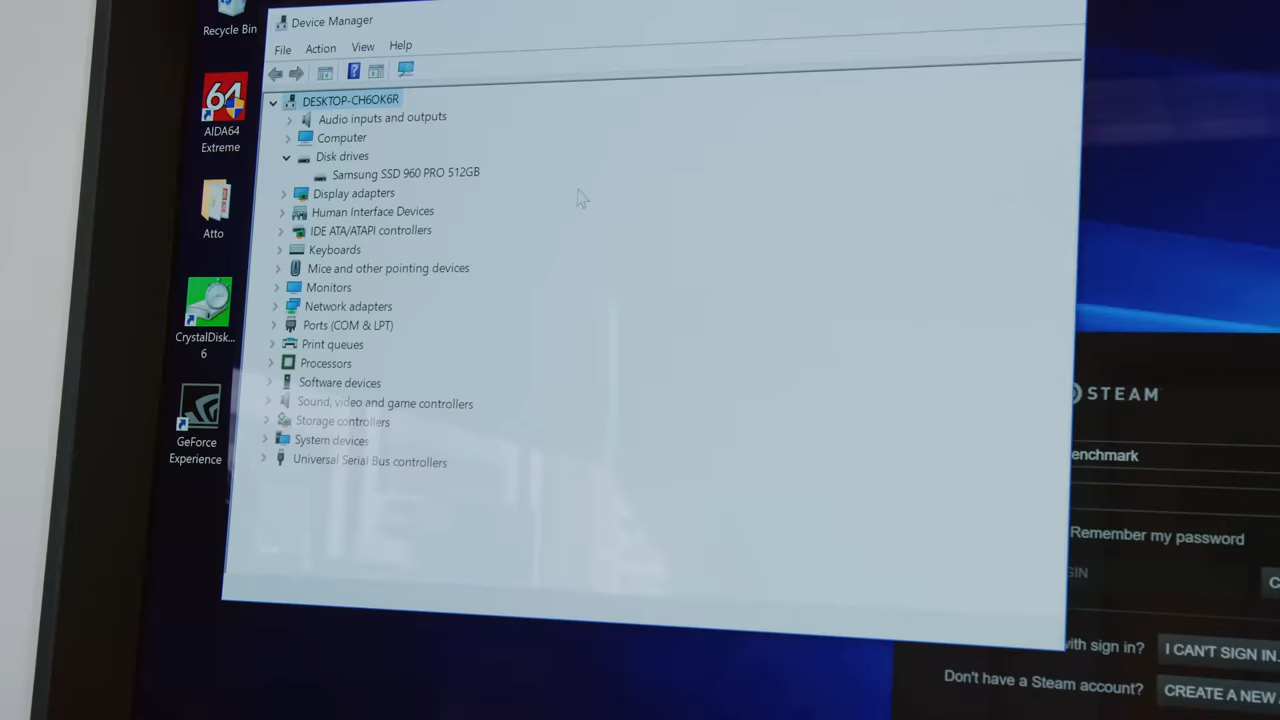 Recycle Bin
AIDA64
Extreme
Atto
CrystalDisk...
6
GeForce
Experience
Device Manager
File Action View Help
DESKTOP-CH6OK6R
Audio inputs and outputs
Computer
Disk drives
Samsung SSD 960 PRO 512GB
Display adapters
Human Interface Devices
IDE ATA/ATAPI controllers
Keyboards
Mice and other pointing devices
Monitors
Network adapters
Ports (COM & LPT)
Print queues
Processors
Software devices
Sound, video and game controllers
Storage controllers
System devices
Universal Serial Bus controllers
64
STEAM
enchmark
Remember my password
GIN
C
with sign in?
I CAN'T SIGN IN...
Don't have a Steam account?
CREATE A NEW